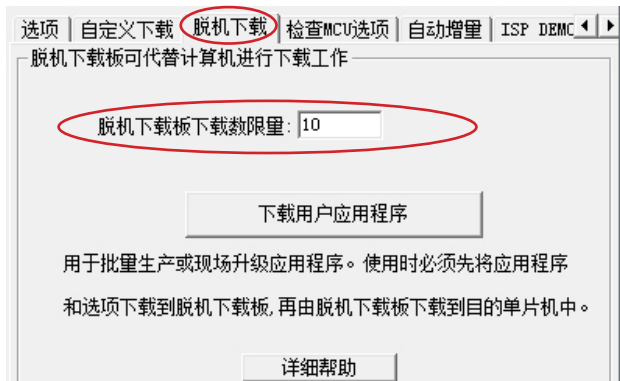 选项 自定义下载 脱机下载 检查MCU选项 自动增量 ISP DEMO
脱机下载板可代替计算机进行下载工作
脱机下载板下载数限量: 10
下载用户应用程序
用于批量生产或现场升级应用程序。使用时必须先将应用程序
和选项下载到脱机下载板,再由脱机下载板下载到目的单片机中。
详细帮助